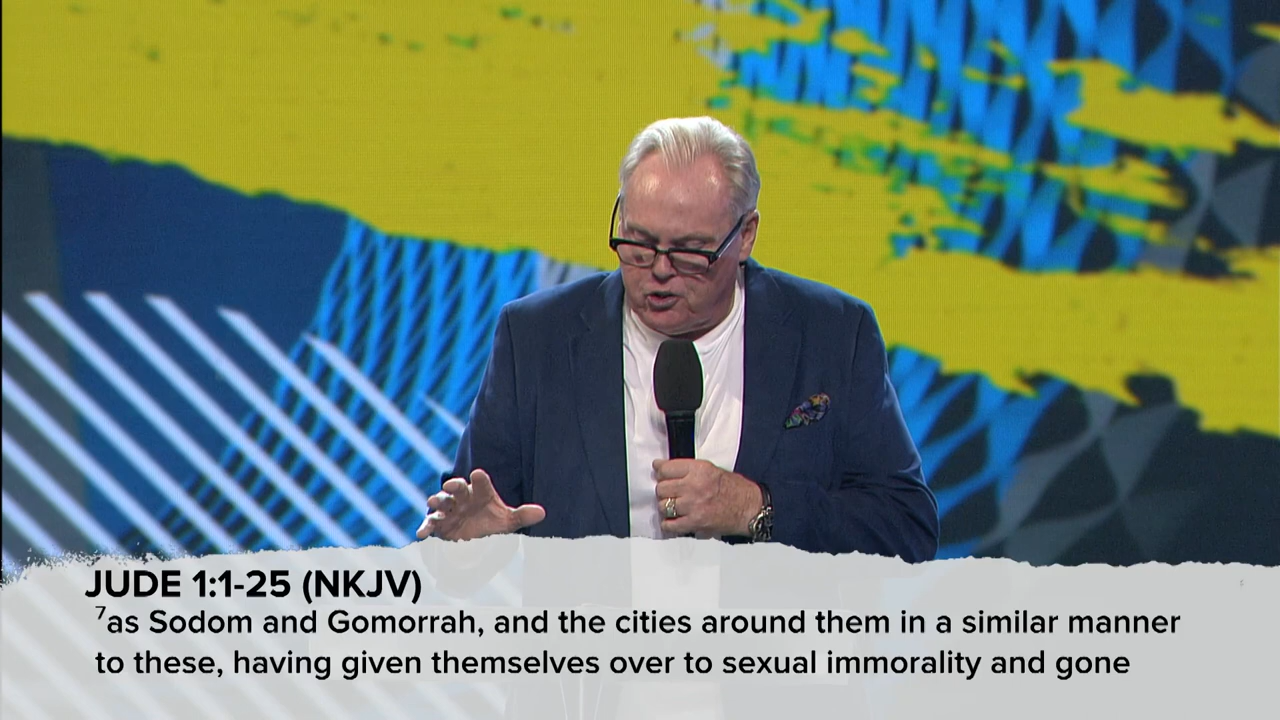 JUDE 1:1-25 (NKJV)
⁷as Sodom and Gomorrah, and the cities around them in a similar manner
to these, having given themselves over to sexual immorality and gone